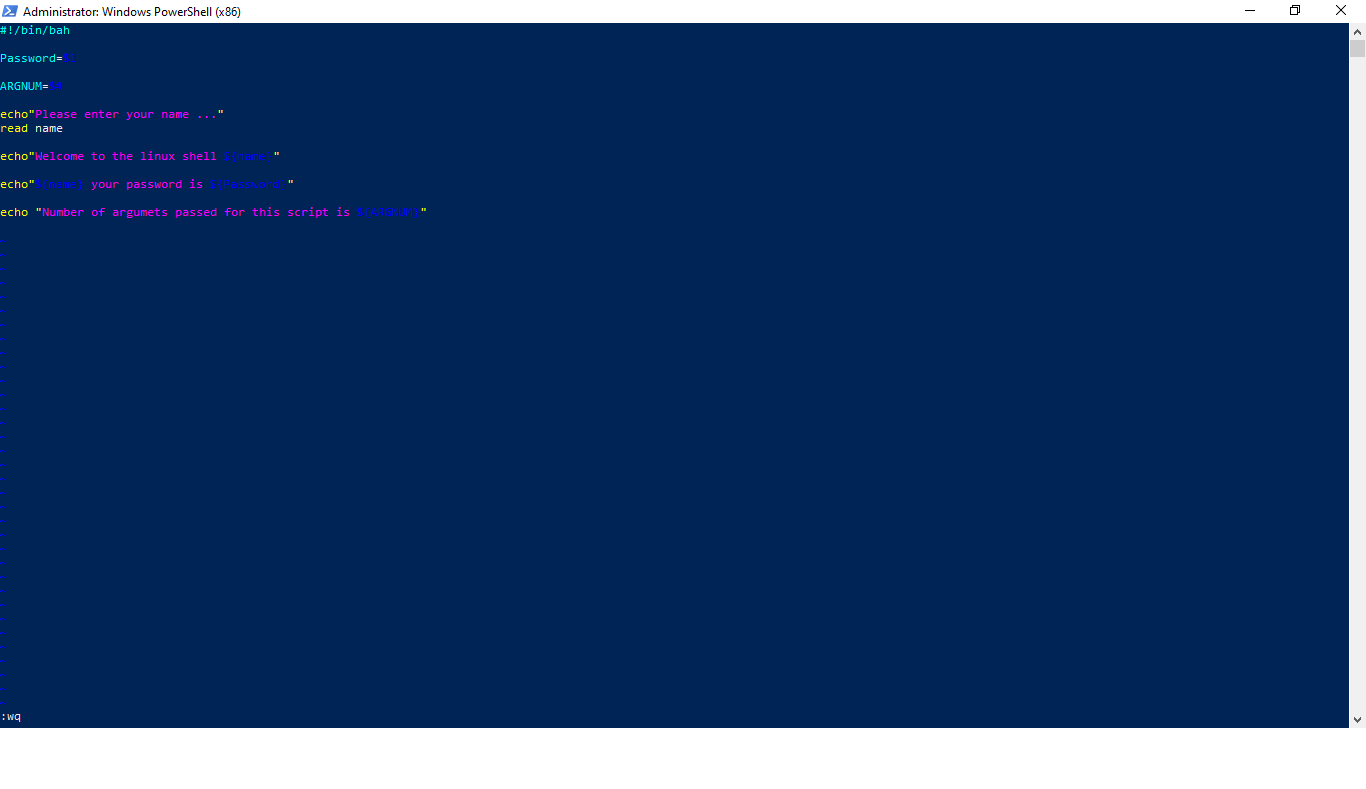 Administrator: Windows PowerShell (x86)
#!/bin/bah
Password=
ARGNUM=
echo"Please enter your name ..."
read name
echo"Welcome to the linux shell ${name}"
echo"${name} your password is ${Password}"
echo "Number of argumets passed for this script is ${ARGNUM}"
:wq